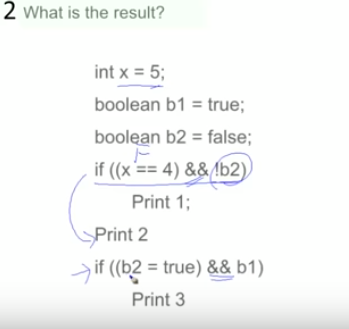 2 What is the result?
int x = 5;
boolean b1 = true;
boolean b2 = false;
F
if ((x == 4) && !b2)
Print 1;
Print 2
if ((b2 = true) && b1)
Print 3